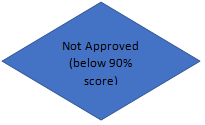 Not Approved
(below 90%
score)